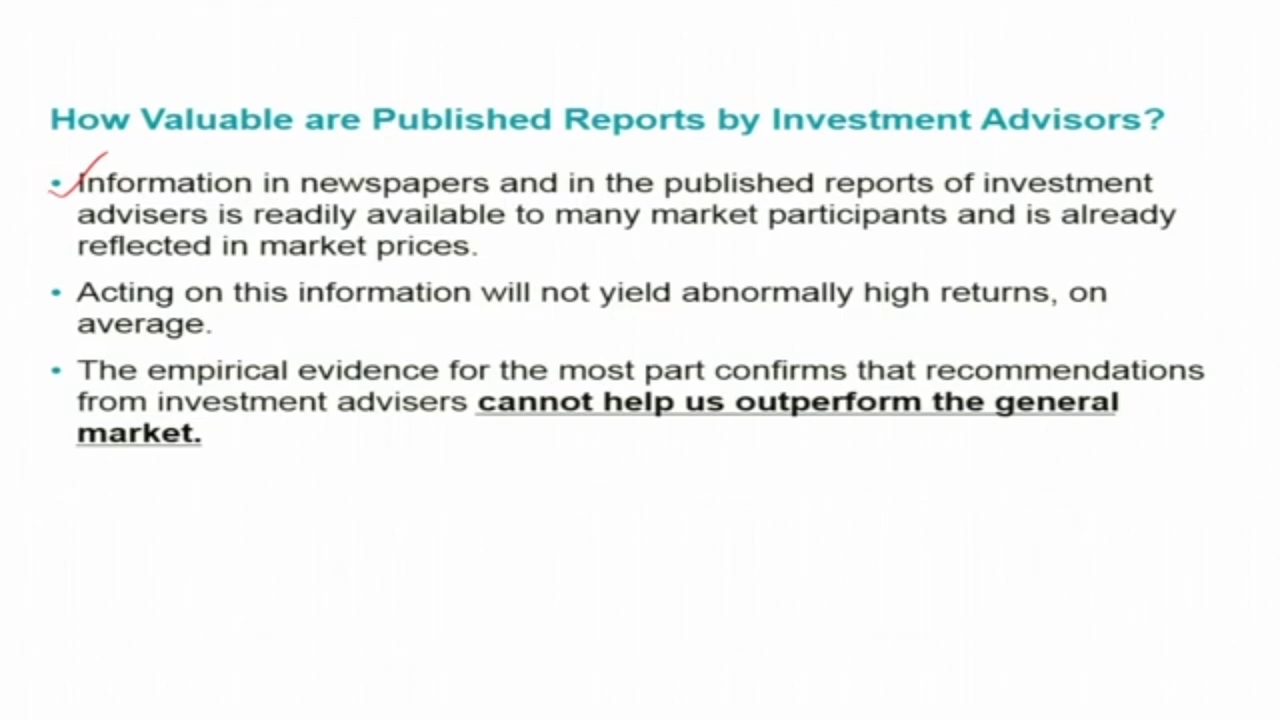 How Valuable are Published Reports by Investment Advisors?
• Information in newspapers and in the published reports of investment
advisers is readily available to many market participants and is already
reflected in market prices.
• Acting on this information will not yield abnormally high returns, on
average.
• The empirical evidence for the most part confirms that recommendations
from investment advisers cannot help us outperform the general
market.